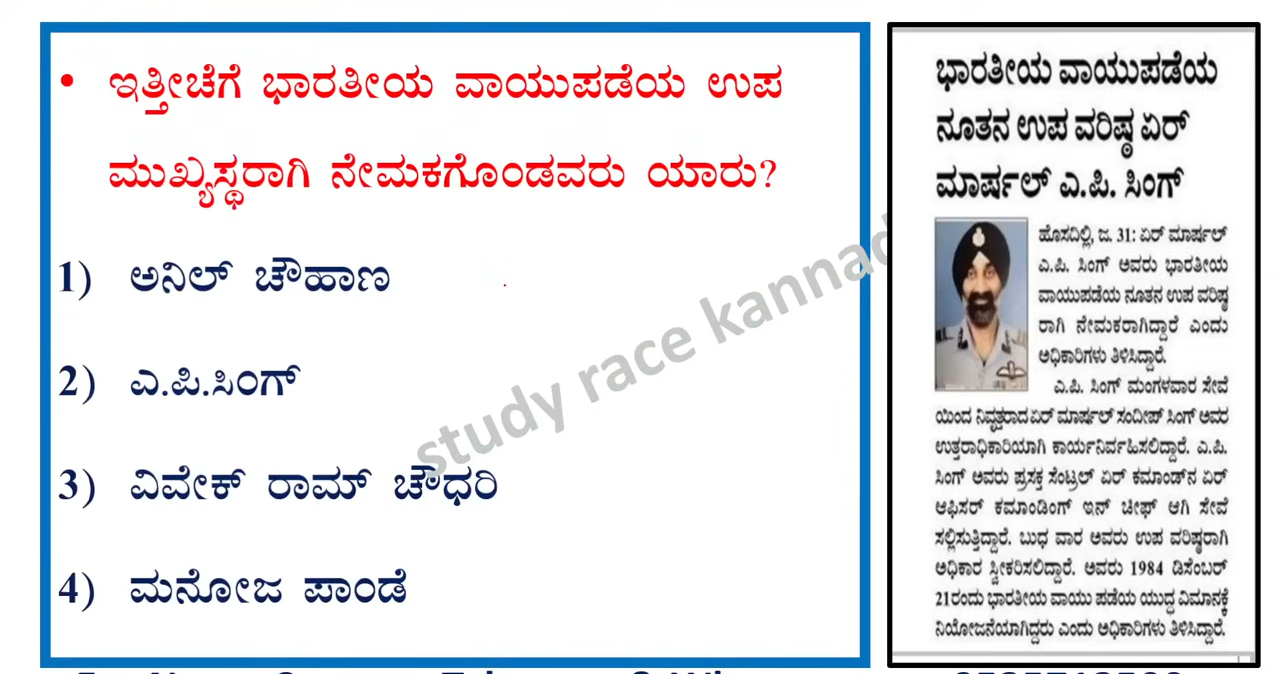 • ಇತ್ತೀಚೆಗೆ ಭಾರತೀಯ ವಾಯುಪಡೆಯ ಉಪ
ಮುಖ್ಯಸ್ಥರಾಗಿ ನೇಮಕಗೊಂಡವರು ಯಾರು?
1) ಅನಿಲ್ ಚೌಹಾಣ
2) ಎ.ಪಿ.ಸಿಂಗ್
3) ವಿವೇಕ್ ರಾಮ್ ಚೌಧರಿ
4) ಮನೋಜ ಪಾಂಡೆ
study race kannad
ಭಾರತೀಯ ವಾಯುಪಡೆಯ
ನೂತನ ಉಪ ವರಿಷ್ಠ ಏರ್
ಮಾರ್ಷಲ್ ಎ.ಪಿ. ಸಿಂಗ್
ಹೊಸದಿಲ್ಲಿ, ಜ. 31: ಏರ್ ಮಾರ್ಷಲ್
ಎ.ಪಿ. ಸಿಂಗ್ ಅವರು ಭಾರತೀಯ
ವಾಯುಪಡೆಯ ನೂತನ ಉಪ ವರಿಷ್ಠ
ರಾಗಿ ನೇಮಕರಾಗಿದ್ದಾರೆ ಎಂದು
ಅಧಿಕಾರಿಗಳು ತಿಳಿಸಿದ್ದಾರೆ.
ಎ.ಪಿ. ಸಿಂಗ್ ಮಂಗಳವಾರ ಸೇವೆ
ಯಿಂದ ನಿವೃತ್ತರಾದ ಏರ್ ಮಾರ್ಷಲ್ ಸಂದೀಪ್ ಸಿಂಗ್ ಅವರ
ಉತ್ತರಾಧಿಕಾರಿಯಾಗಿ ಕಾರ್ಯನಿರ್ವಹಿಸಲಿದ್ದಾರೆ. ಎ.ಪಿ.
ಸಿಂಗ್ ಅವರು ಪ್ರಸಕ್ತ ಸೆಂಟ್ರಲ್ ಏರ್ ಕಮಾಂಡ್‌ನ ಏರ್
ಆಫಿಸರ್ ಕಮಾಂಡಿಂಗ್ ಇನ್ ಚೀಫ್ ಆಗಿ ಸೇವೆ
ಸಲ್ಲಿಸುತ್ತಿದ್ದಾರೆ. ಬುಧ ವಾರ ಅವರು ಉಪ ವರಿಷ್ಠರಾಗಿ
ಅಧಿಕಾರ ಸ್ವೀಕರಿಸಲಿದ್ದಾರೆ. ಅವರು 1984 ಡಿಸೆಂಬರ್
21ರಂದು ಭಾರತೀಯ ವಾಯು ಪಡೆಯ ಯುದ್ಧ ವಿಮಾನಕ್ಕೆ
ನಿಯೋಜನೆಯಾಗಿದ್ದರು ಎಂದು ಅಧಿಕಾರಿಗಳು ತಿಳಿಸಿದ್ದಾರೆ.